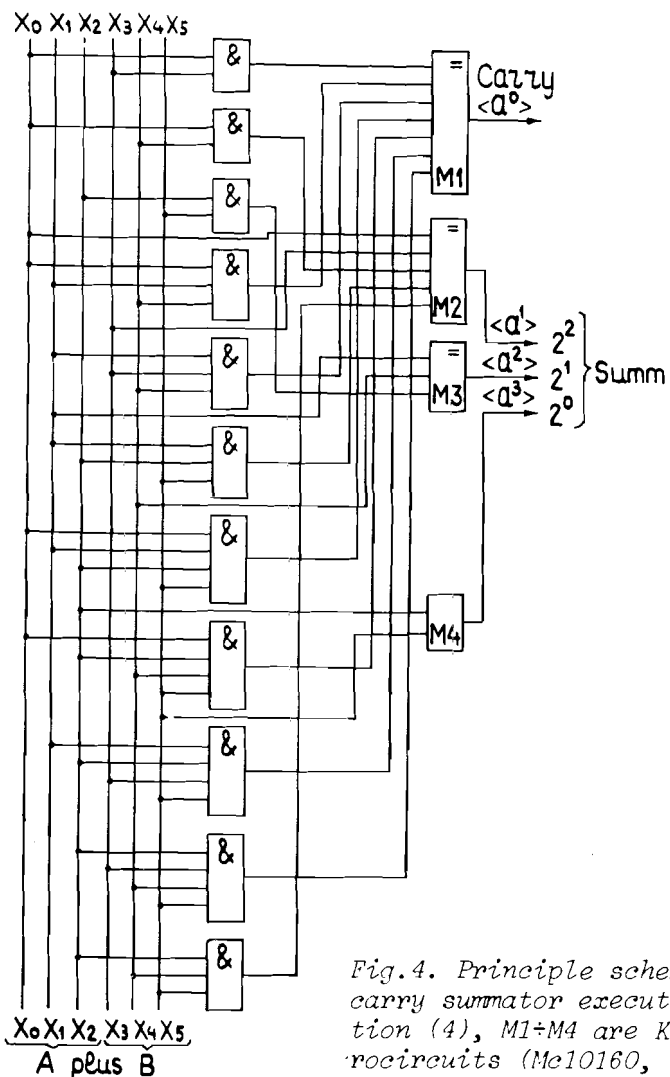 X₀ X₁ X₂ X₃ X₄ X₅
&
=
Carry
<a⁰>
M1
&
&
=
M2
&
<a¹>
2²
&
=
M3
<a²>
2¹
Summ
<a³>
2⁰
&
&
M4
&
&
&
&
X₀ X₁ X₂ X₃ X₄ X₅
A plus B
Fig.4. Principle sche
carry summator execut
tion (4), M1÷M4 are K
rocircuits (Mc10160,